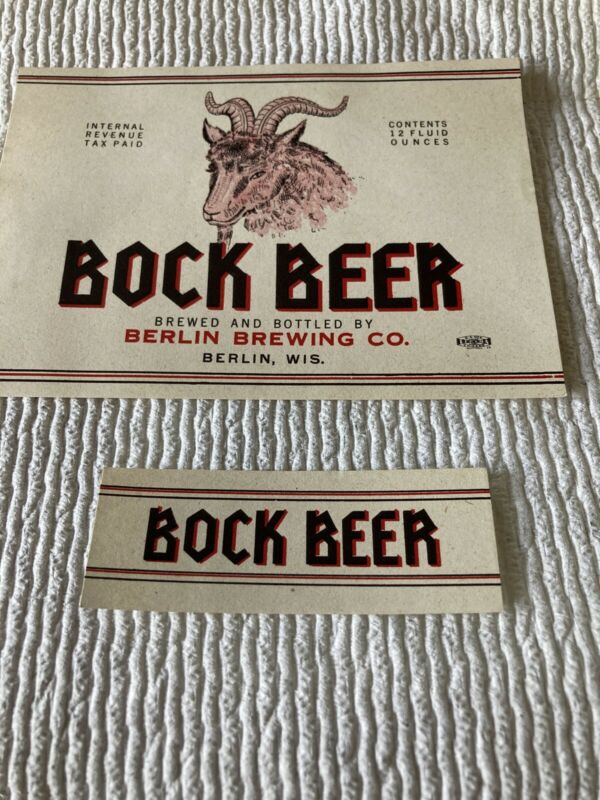 INTERNAL
REVENUE
TAX PAID
CONTENTS
12 FLUID
OUNCES
BOCK BEER
BREWED AND BOTTLED BY
BERLIN BREWING CO.
BERLIN, WIS.
BOCK BEER